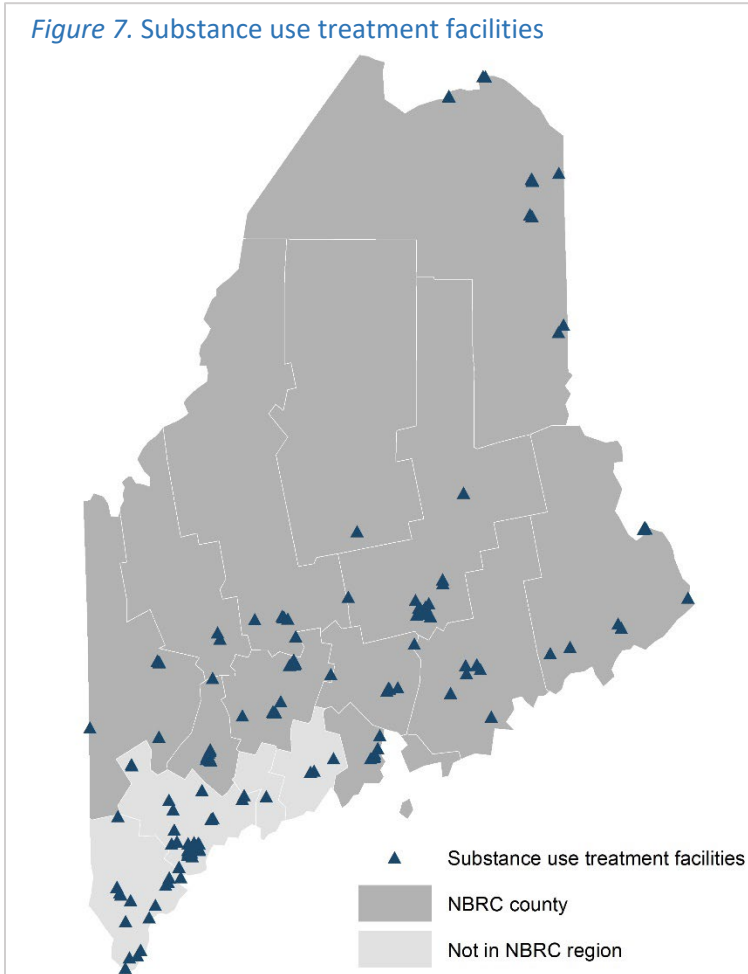 Figure 7. Substance use treatment facilities
Substance use treatment facilities
NBRC county
Not in NBRC region